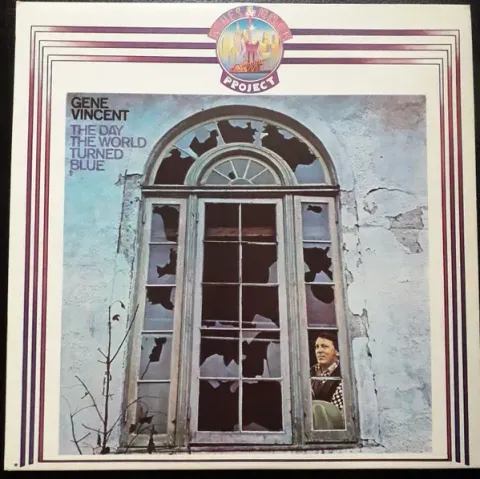 PROJECT
GENE
VINCENT
THE DAY
THE WORLD
TURNED
BLUE